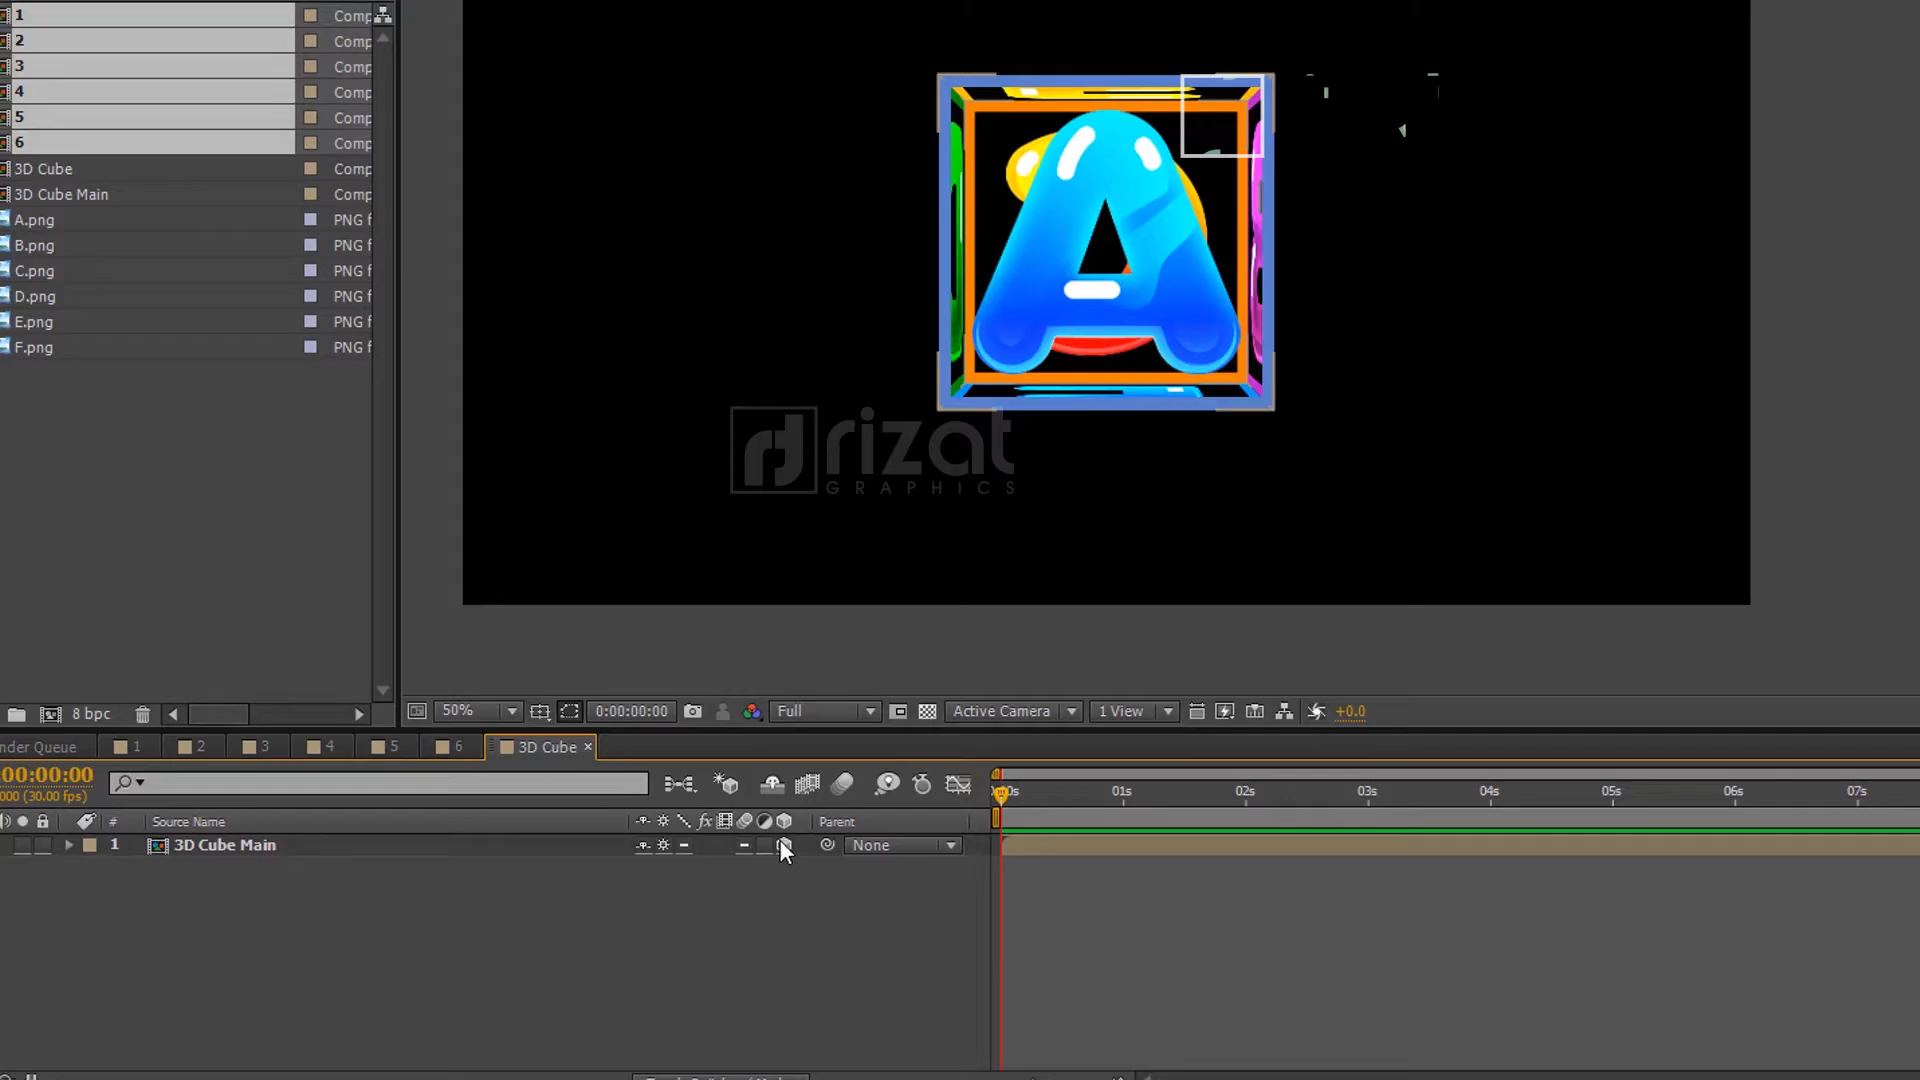 1 Comp
2 Comp
3 Comp
4 Comp
5 Comp
6 Comp
3D Cube Comp
3D Cube Main Comp
A.png PNG f
B.png PNG f
C.png PNG f
D.png PNG f
E.png PNG f
F.png PNG f
A
rizat
GRAPHICS
8 bpc
50% 0:00:00:00 Full Active Camera 1 View +0.0
nder Queue 1 2 3 4 5 6 3D Cube ×
00:00:00
000 (30.00 fps)
0s 01s 02s 03s 04s 05s 06s 07s
# Source Name fx Parent
1 3D Cube Main None